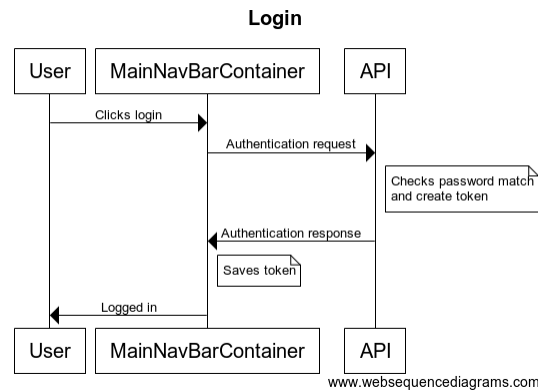 Login
User
MainNavBarContainer
API
Clicks login
Authentication request
Checks password match
and create token
Authentication response
Saves token
Logged in
User
MainNavBarContainer
API
www.websequencediagrams.com